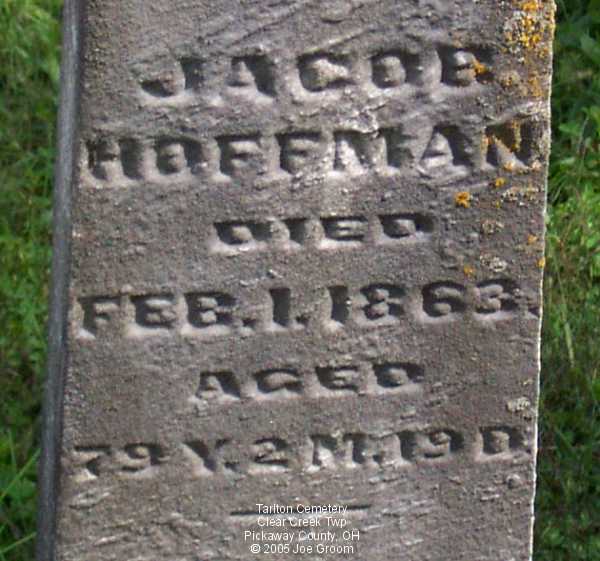 JACOB
HOFFMAN
DIED
FEB. 1. 1863.
AGED
79 Y. 2 M. 19 D.
Tarlton Cemetery
Clear Creek Twp
Pickaway County, OH
© 2005 Joe Groom